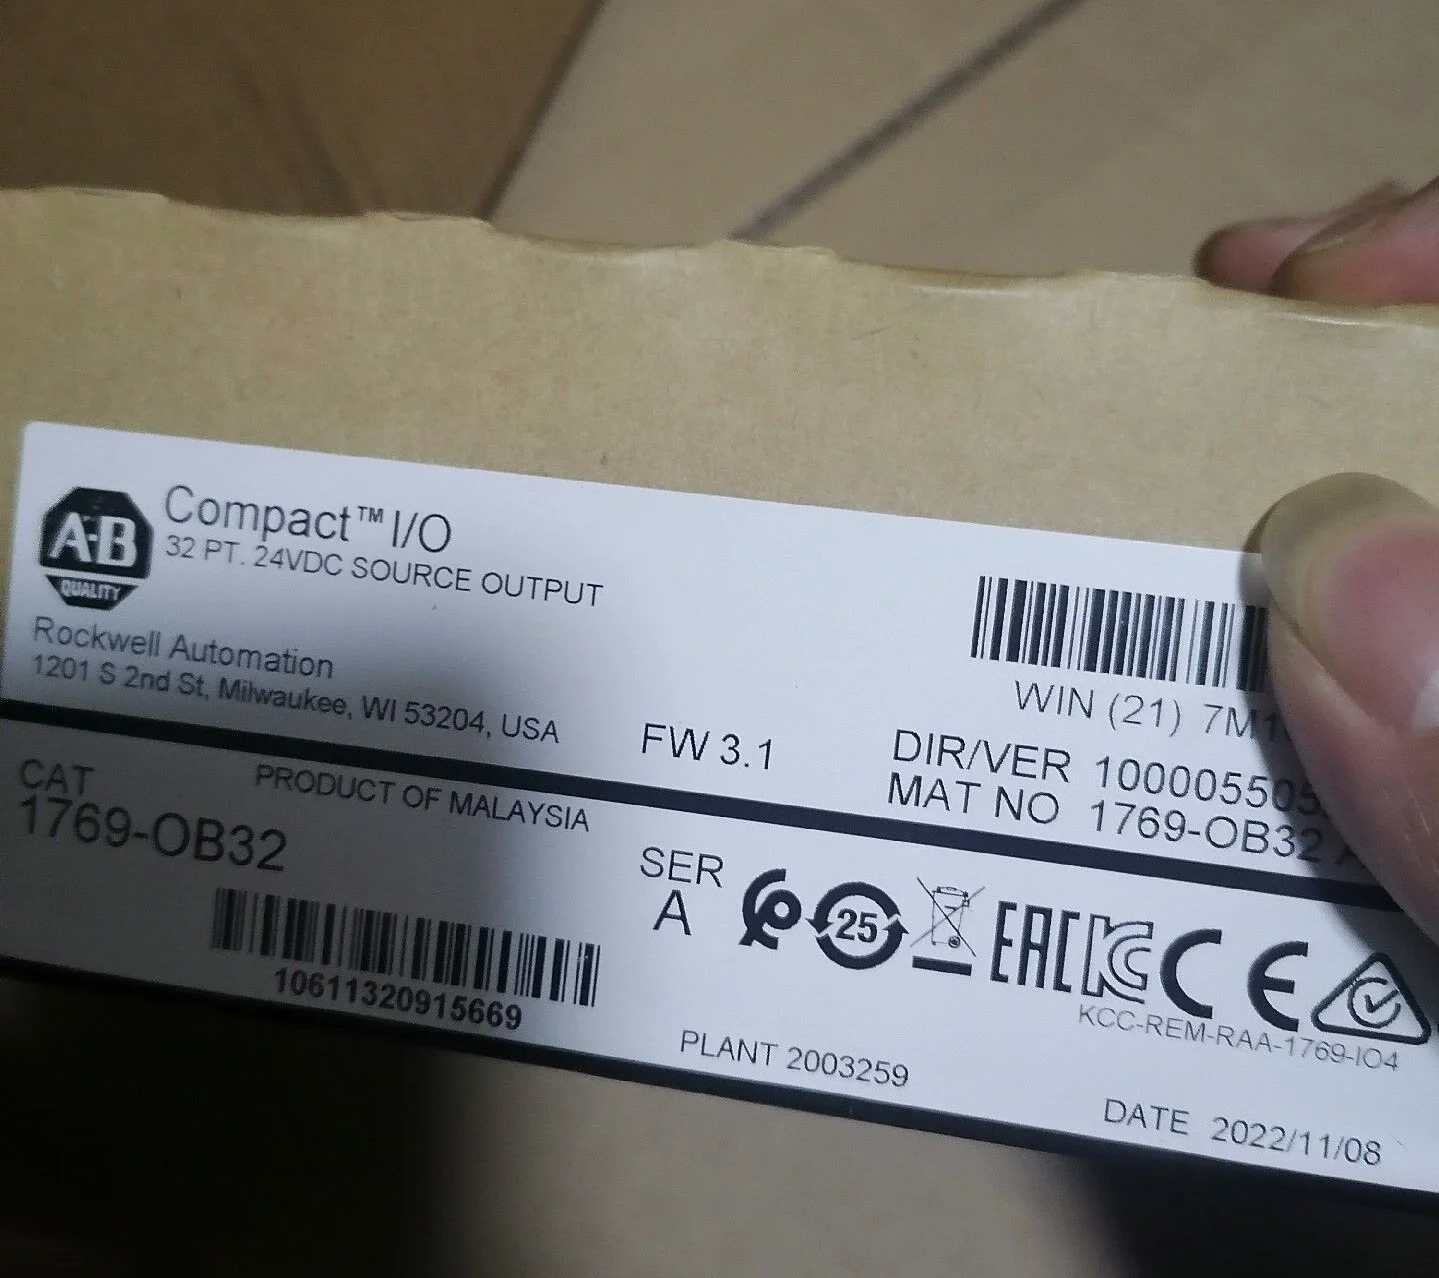 A-B
QUALITY
Compact™ I/O
32 PT. 24VDC SOURCE OUTPUT
Rockwell Automation
1201 S 2nd St, Milwaukee, WI 53204, USA
FW 3.1
WIN (21) 7M1
DIR/VER 100005505
MAT NO 1769-OB32
CAT
1769-OB32
PRODUCT OF MALAYSIA
10611320915669
SER
A
25
EAC
KC
CE
KCC-REM-RAA-1769-IO4
PLANT 2003259
DATE 2022/11/08